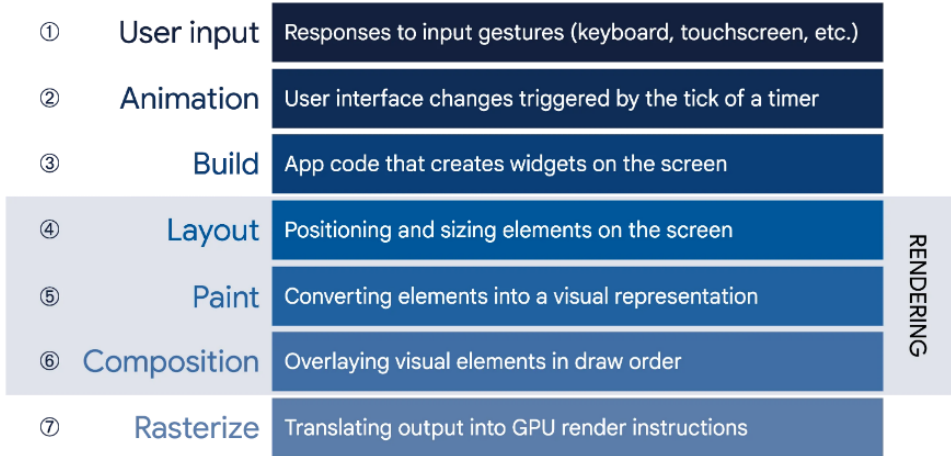 ① User input Responses to input gestures (keyboard, touchscreen, etc.)
② Animation User interface changes triggered by the tick of a timer
③ Build App code that creates widgets on the screen
④ Layout Positioning and sizing elements on the screen
⑤ Paint Converting elements into a visual representation
⑥ Composition Overlaying visual elements in draw order
⑦ Rasterize Translating output into GPU render instructions
RENDERING